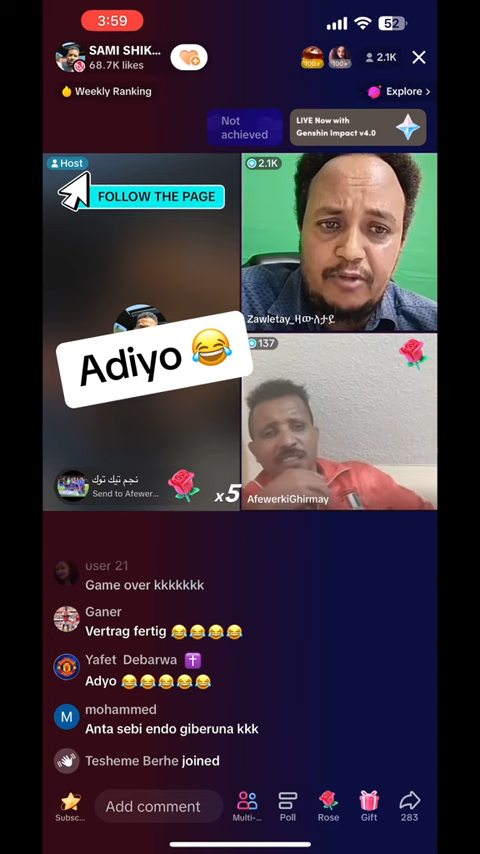 3:59
52
SAMI SHIK...
68.7K likes
109+
100+
2.1K
Weekly Ranking
Explore >
Not
achieved
LIVE Now with
Genshin Impact v4.0
Host
2.1K
FOLLOW THE PAGE
Zawletay_ዛውለታይ
Adiyo 😂
137
نجم تيك توك
Send to Afewer...
x5
AfewerkiGhirmay
user 21
Game over kkkkkkk
Ganer
Vertrag fertig 😂😂😂😂
Yafet Debarwa ✝️
Adyo 😂😂😂😂😂
M
mohammed
Anta sebi endo giberuna kkk
Tesheme Berhe joined
Subsc...
Add comment
Multi-...
Poll
Rose
Gift
283